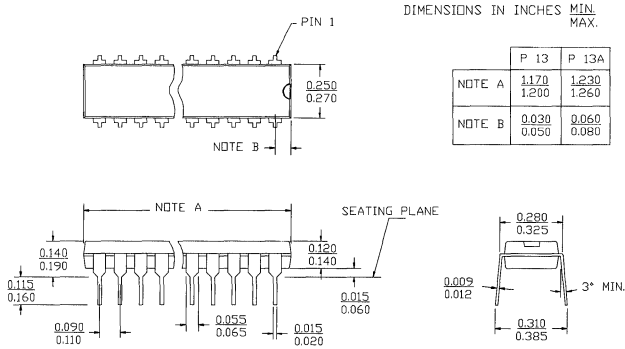 DIMENSIONS IN INCHES MIN.
MAX.
PIN 1
P 13 P 13A
NOTE A 1.170 1.230
1.200 1.260
NOTE B 0.030 0.060
0.050 0.080
0.250
0.270
NOTE B
NOTE A
SEATING PLANE
0.280
0.325
0.140
0.190
0.120
0.140
0.115
0.160
0.015
0.060
0.009
0.012
3° MIN.
0.090
0.110
0.055
0.065
0.015
0.020
0.310
0.385